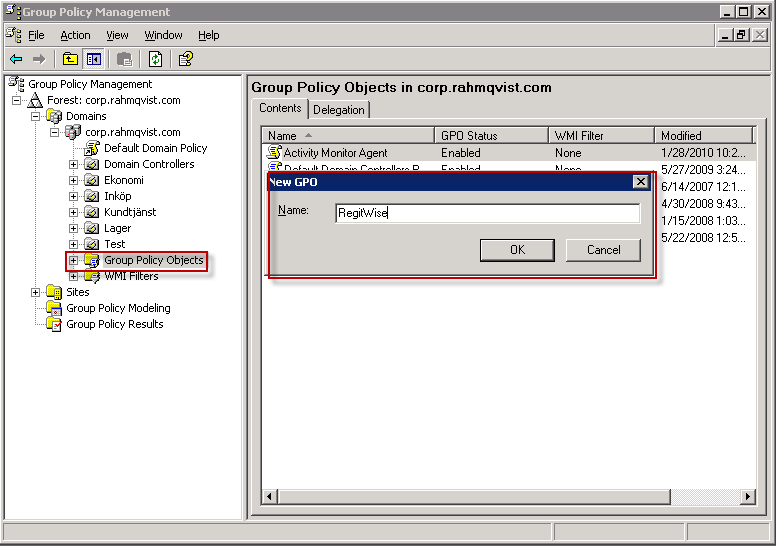 Group Policy Management
File Action View Window Help
Group Policy Management
Forest: corp.rahmqvist.com
Domains
corp.rahmqvist.com
Default Domain Policy
Domain Controllers
Ekonomi
Inköp
Kundtjänst
Lager
Test
Group Policy Objects
WMI Filters
Sites
Group Policy Modeling
Group Policy Results
Group Policy Objects in corp.rahmqvist.com
Contents Delegation
Name GPO Status WMI Filter Modified
Activity Monitor Agent Enabled None 1/28/2010 10:2...
Default Domain Controllers P Enabled None 5/27/2009 3:24...
6/14/2007 12:1...
4/30/2008 9:43...
1/15/2008 1:03...
5/22/2008 12:5...
New GPO
Name: RegitWise
OK Cancel